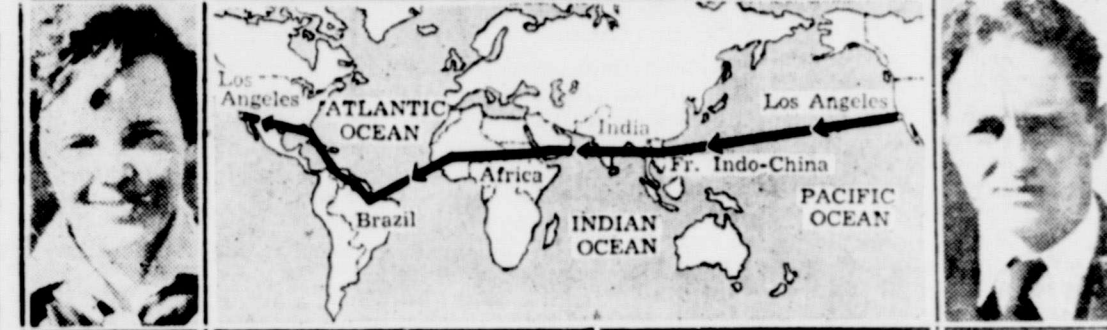 Los
Angeles
ATLANTIC
OCEAN
Los Angeles
India
Fr. Indo-China
Africa
PACIFIC
OCEAN
Brazil
INDIAN
OCEAN